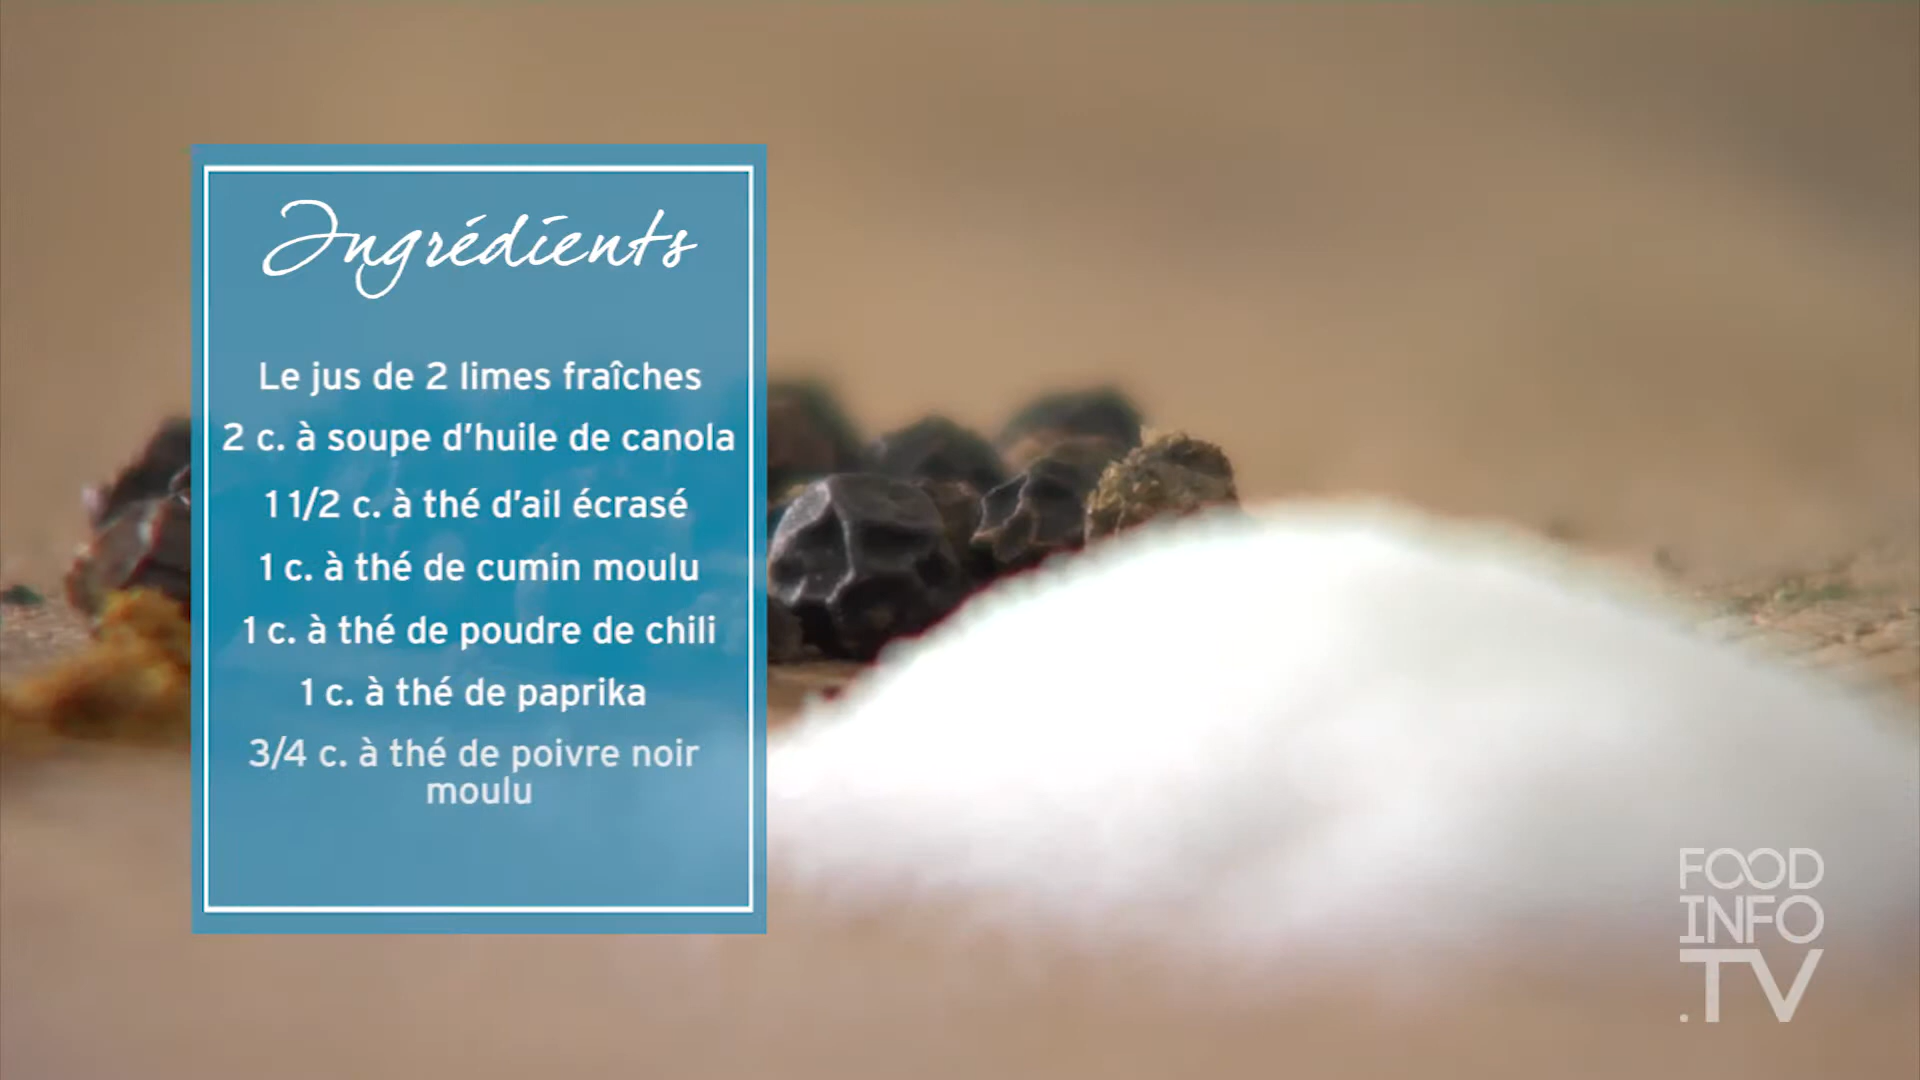 Ingrédients
Le jus de 2 limes fraîches
2 c. à soupe d'huile de canola
1 1/2 c. à thé d'ail écrasé
1 c. à thé de cumin moulu
1 c. à thé de poudre de chili
1 c. à thé de paprika
3/4 c. à thé de poivre noir
moulu
FOOD
INFO
.TV